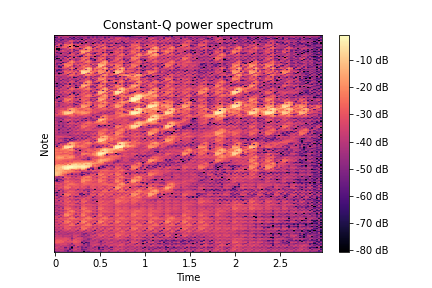 Constant-Q power spectrum
Note
-10 dB
-20 dB
-30 dB
-40 dB
-50 dB
-60 dB
-70 dB
-80 dB
0 0.5 1 1.5 2 2.5
Time